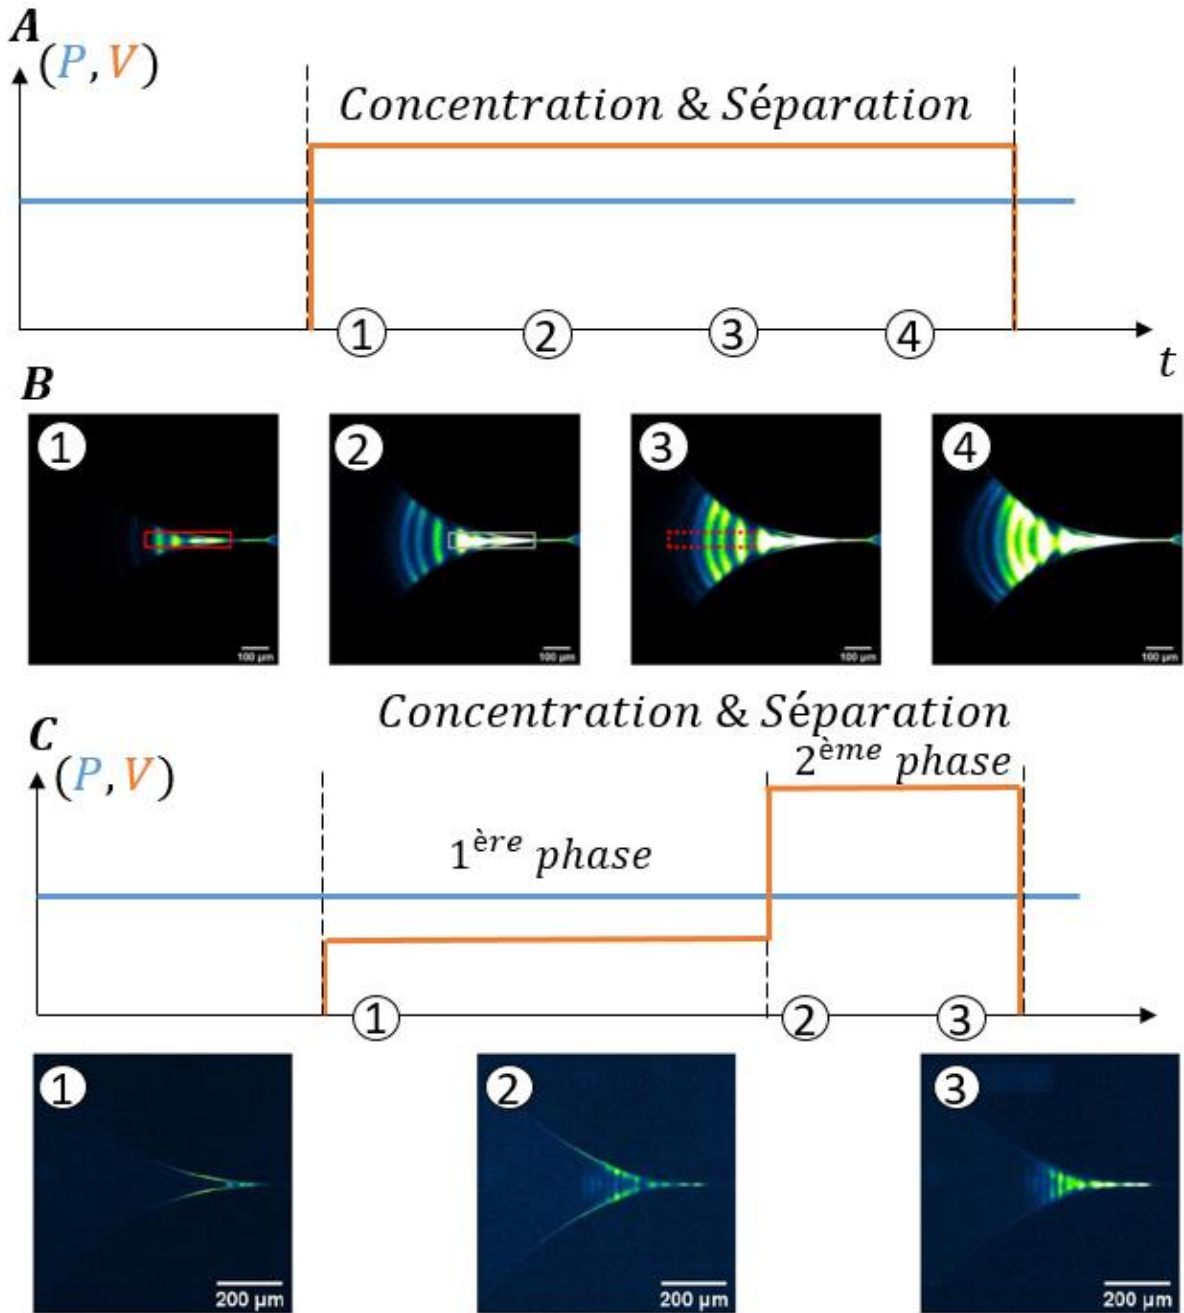 A
(P, V)
Concentration & Séparation
1
2
3
4
t
B
1
2
3
4
100 µm
100 µm
100 µm
100 µm
Concentration & Séparation
C
(P, V)
2ème phase
1ère phase
1
2
3
1
2
3
200 µm
200 µm
200 µm